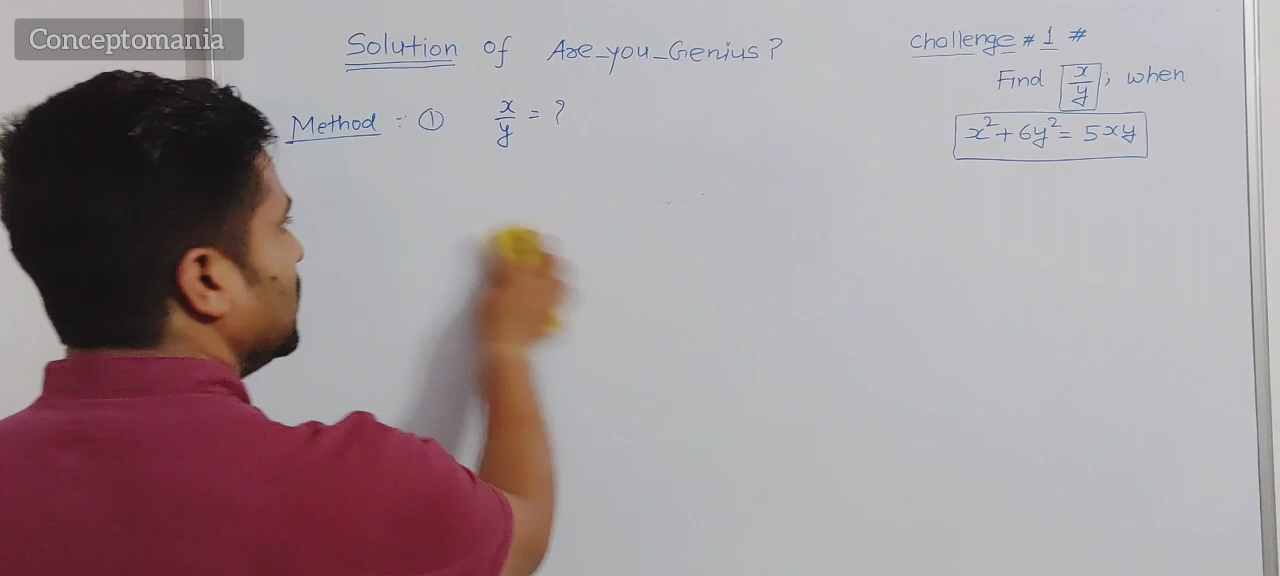 Conceptomania
Solution of Are_you_Genius?
Method : ① x/y = ?
Challenge # 1 #
Find x/y ; when
x² + 6y² = 5xy